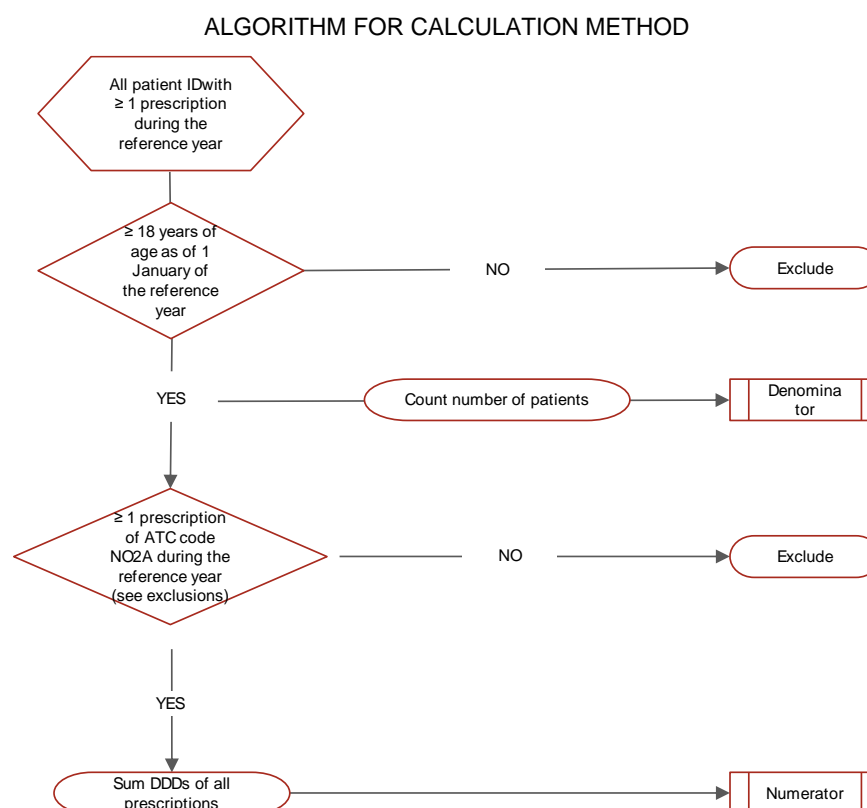 ALGORITHM FOR CALCULATION METHOD
All patient IDwith
≥ 1 prescription
during the
reference year
≥ 18 years of
age as of 1
January of
the reference
year
NO
Exclude
YES
Count number of patients
Denomina
tor
≥ 1 prescription
of ATC code
NO2A during the
reference year
(see exclusions)
NO
Exclude
YES
Sum DDDs of all
prescriptions
Numerator